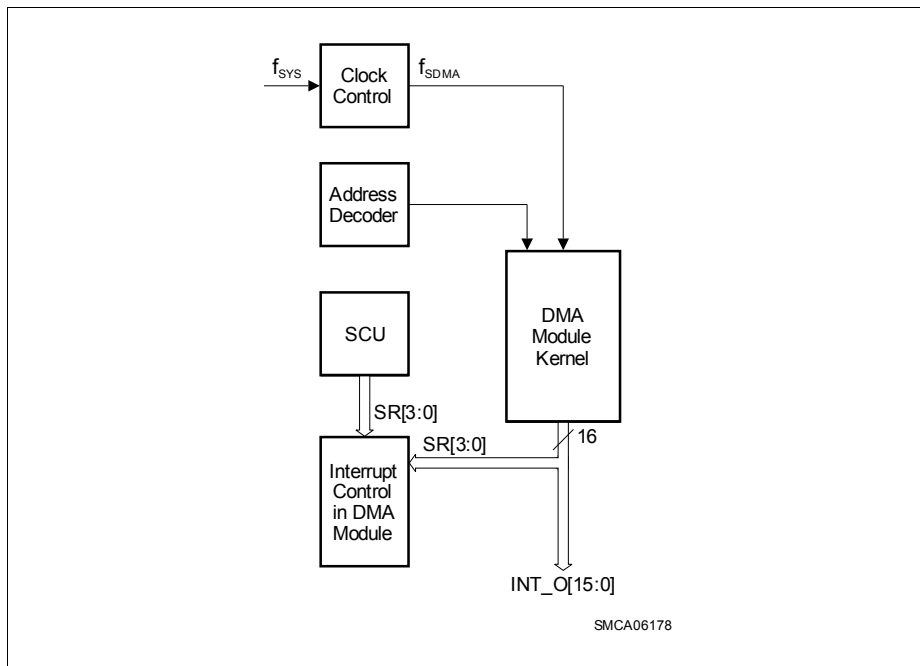 fSYS
Clock
Control
fSDMA
Address
Decoder
DMA
Module
Kernel
SCU
SR[3:0]
16
SR[3:0]
Interrupt
Control
in DMA
Module
INT_O[15:0]
SMCA06178